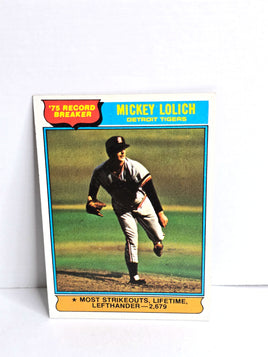 '75 RECORD
BREAKER
MICKEY LOLICH
DETROIT TIGERS
★ MOST STRIKEOUTS, LIFETIME,
LEFTHANDER—2,679